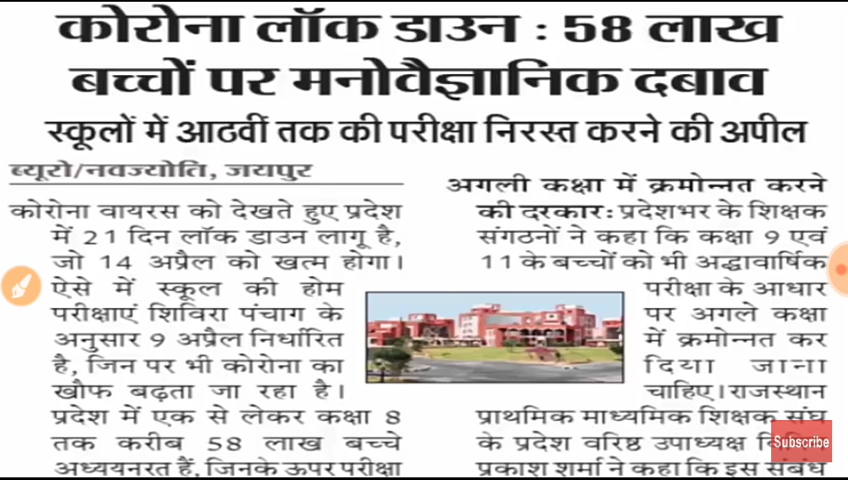 कोरोना लॉक डाउन : 58 लाख
बच्चों पर मनोवैज्ञानिक दबाव
स्कूलों में आठवीं तक की परीक्षा निरस्त करने की अपील
ब्यूरो/नवज्योति, जयपुर
कोरोना वायरस को देखते हुए प्रदेश
में 21 दिन लॉक डाउन लागू है,
जो 14 अप्रैल को खत्म होगा।
ऐसे में स्कूल की होम
परीक्षाएं शिविरा पंचाग के
अनुसार 9 अप्रैल निर्धारित
है, जिन पर भी कोरोना का
खौफ बढ़ता जा रहा है।
प्रदेश में एक से लेकर कक्षा 8
तक करीब 58 लाख बच्चे
अध्ययनरत हैं, जिनके ऊपर परीक्षा
अगली कक्षा में क्रमोन्नत करने
की दरकार: प्रदेशभर के शिक्षक
संगठनों ने कहा कि कक्षा 9 एवं
11 के बच्चों को भी अद्धावार्षिक
परीक्षा के आधार
पर अगले कक्षा
में क्रमोन्नत कर
दिया जाना
चाहिए। राजस्थान
प्राथमिक माध्यमिक शिक्षक संघ
के प्रदेश वरिष्ठ उपाध्यक्ष
प्रकाश शर्मा ने कहा कि इस संबंध
Subscribe